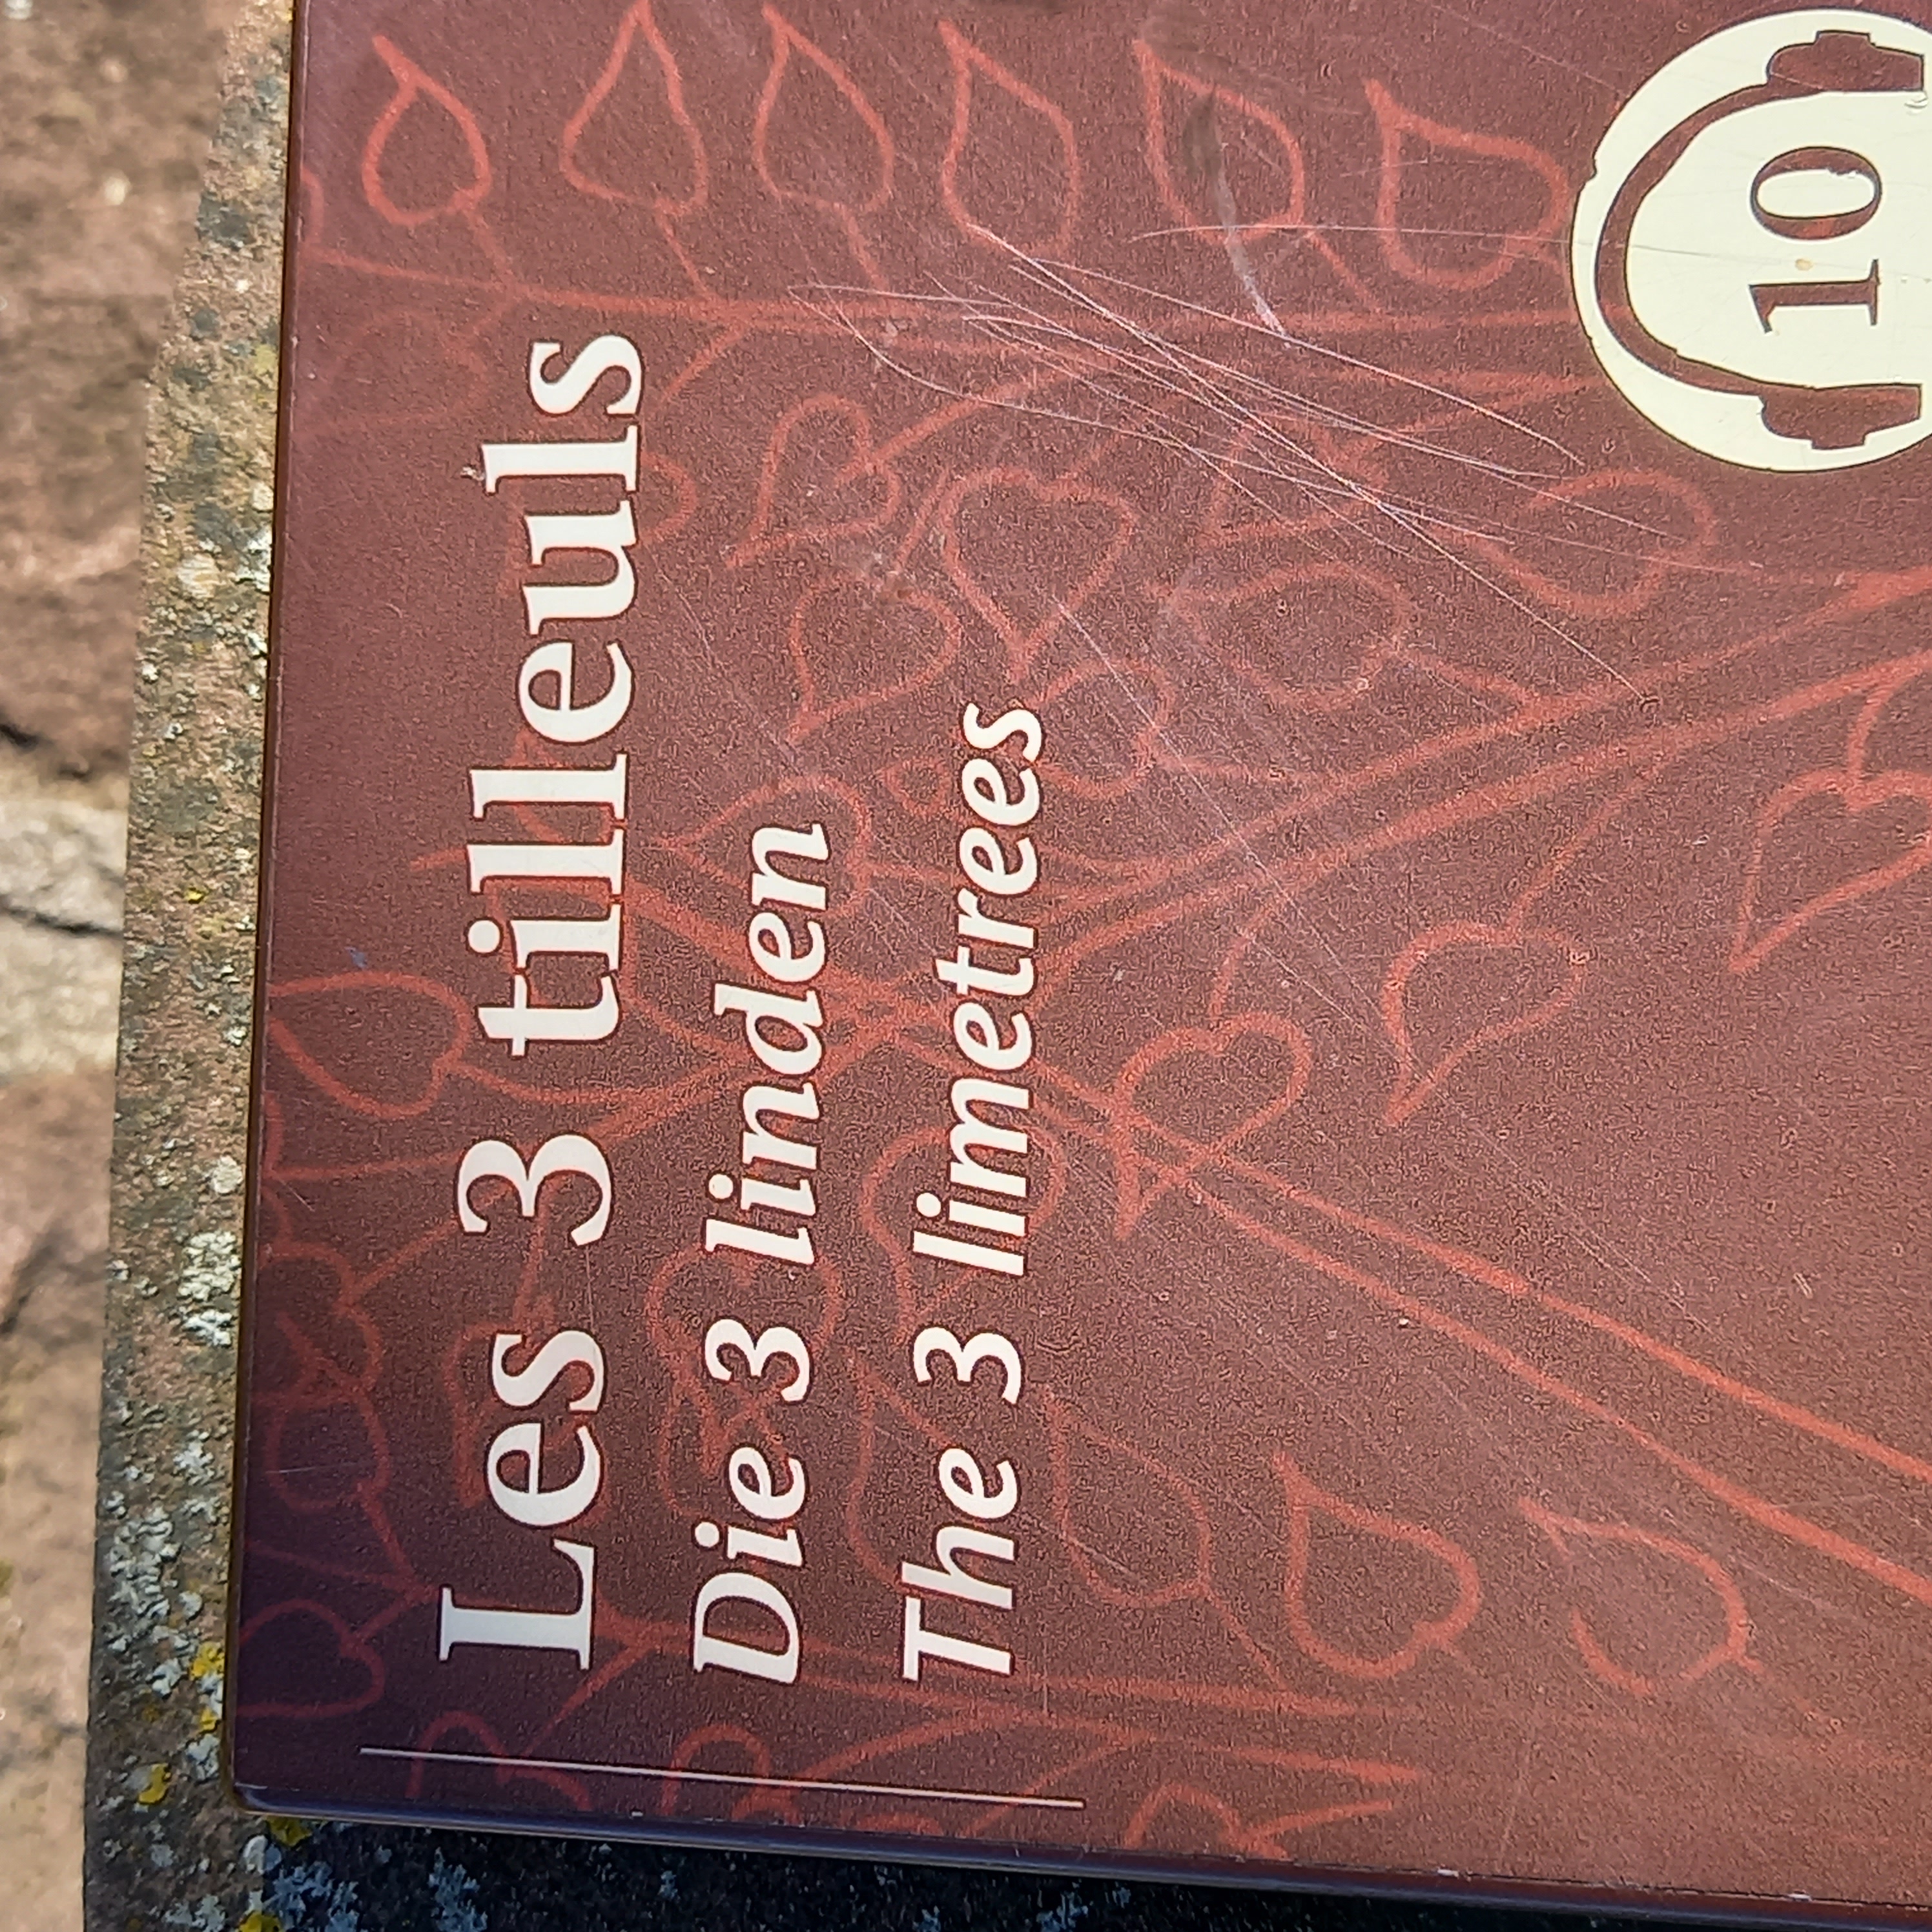 Les 3 tilleuls
Die 3 linden
The 3 limetrees
10